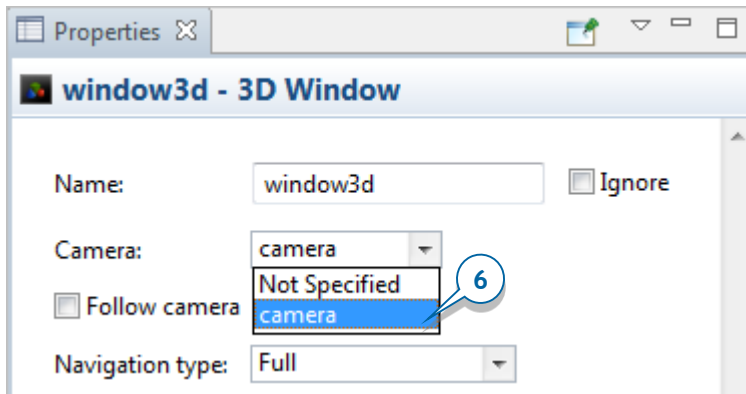 Properties
window3d - 3D Window
Name: window3d Ignore
Camera: camera
Not Specified
6
Follow camera camera
Navigation type: Full